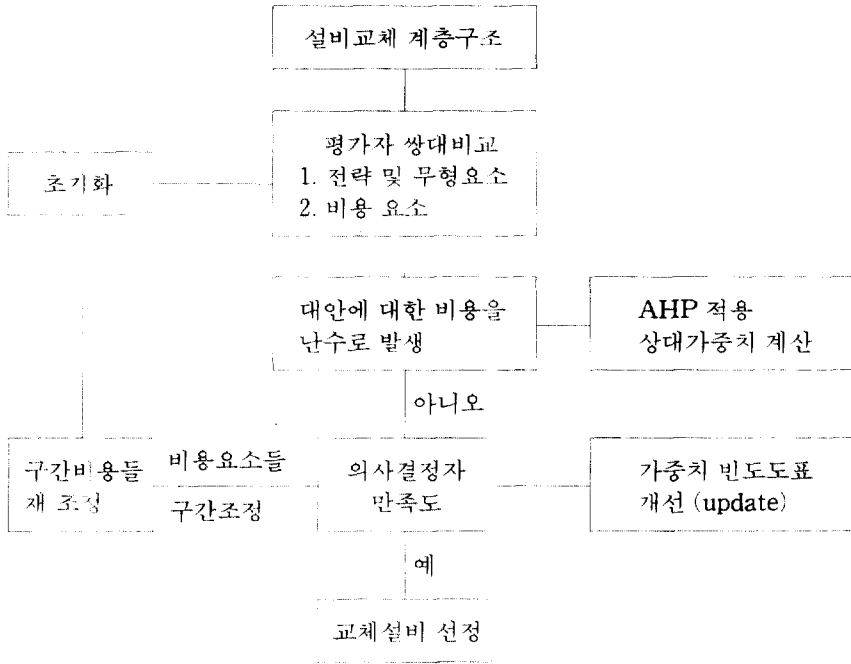 설비교체 계층구조
평가자 쌍대비교
1. 전략 및 무형요소
2. 비용 요소
초기화
대안에 대한 비용을
난수로 발생
AHP 적용
상대가중치 계산
아니오
구간비용들
재 조정
비용요소들
구간조정
의사결정자
만족도
가중치 빈도도표
개선 (update)
예
교체설비 선정